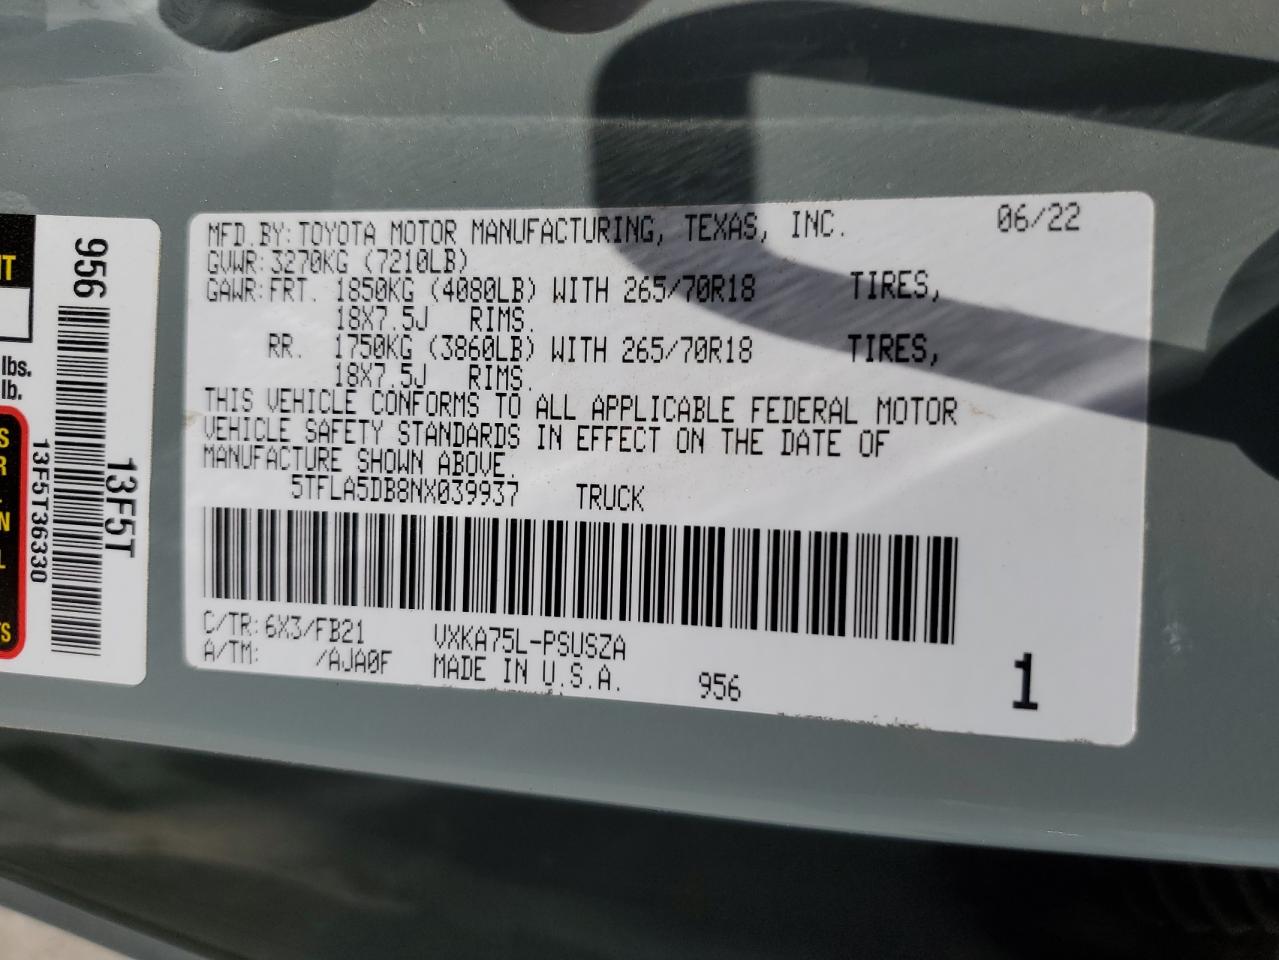 MFD.BY: TOYOTA MOTOR MANUFACTURING, TEXAS, INC. 06/22
GVWR: 3270KG (7210LB)
GAWR: FRT. 1850KG (4080LB) WITH 265/70R18 TIRES,
18X7.5J RIMS.
RR. 1750KG (3860LB) WITH 265/70R18 TIRES,
18X7.5J RIMS.
THIS VEHICLE CONFORMS TO ALL APPLICABLE FEDERAL MOTOR
VEHICLE SAFETY STANDARDS IN EFFECT ON THE DATE OF
MANUFACTURE SHOWN ABOVE.
5TFLA5DB8NX039937 TRUCK
C/TR: 6X3/FB21 VXKA75L-PSUSZA
A/TM: /AJA0F MADE IN U.S.A. 956 1
956
13F5T
13F5T36330
lbs.
lb.